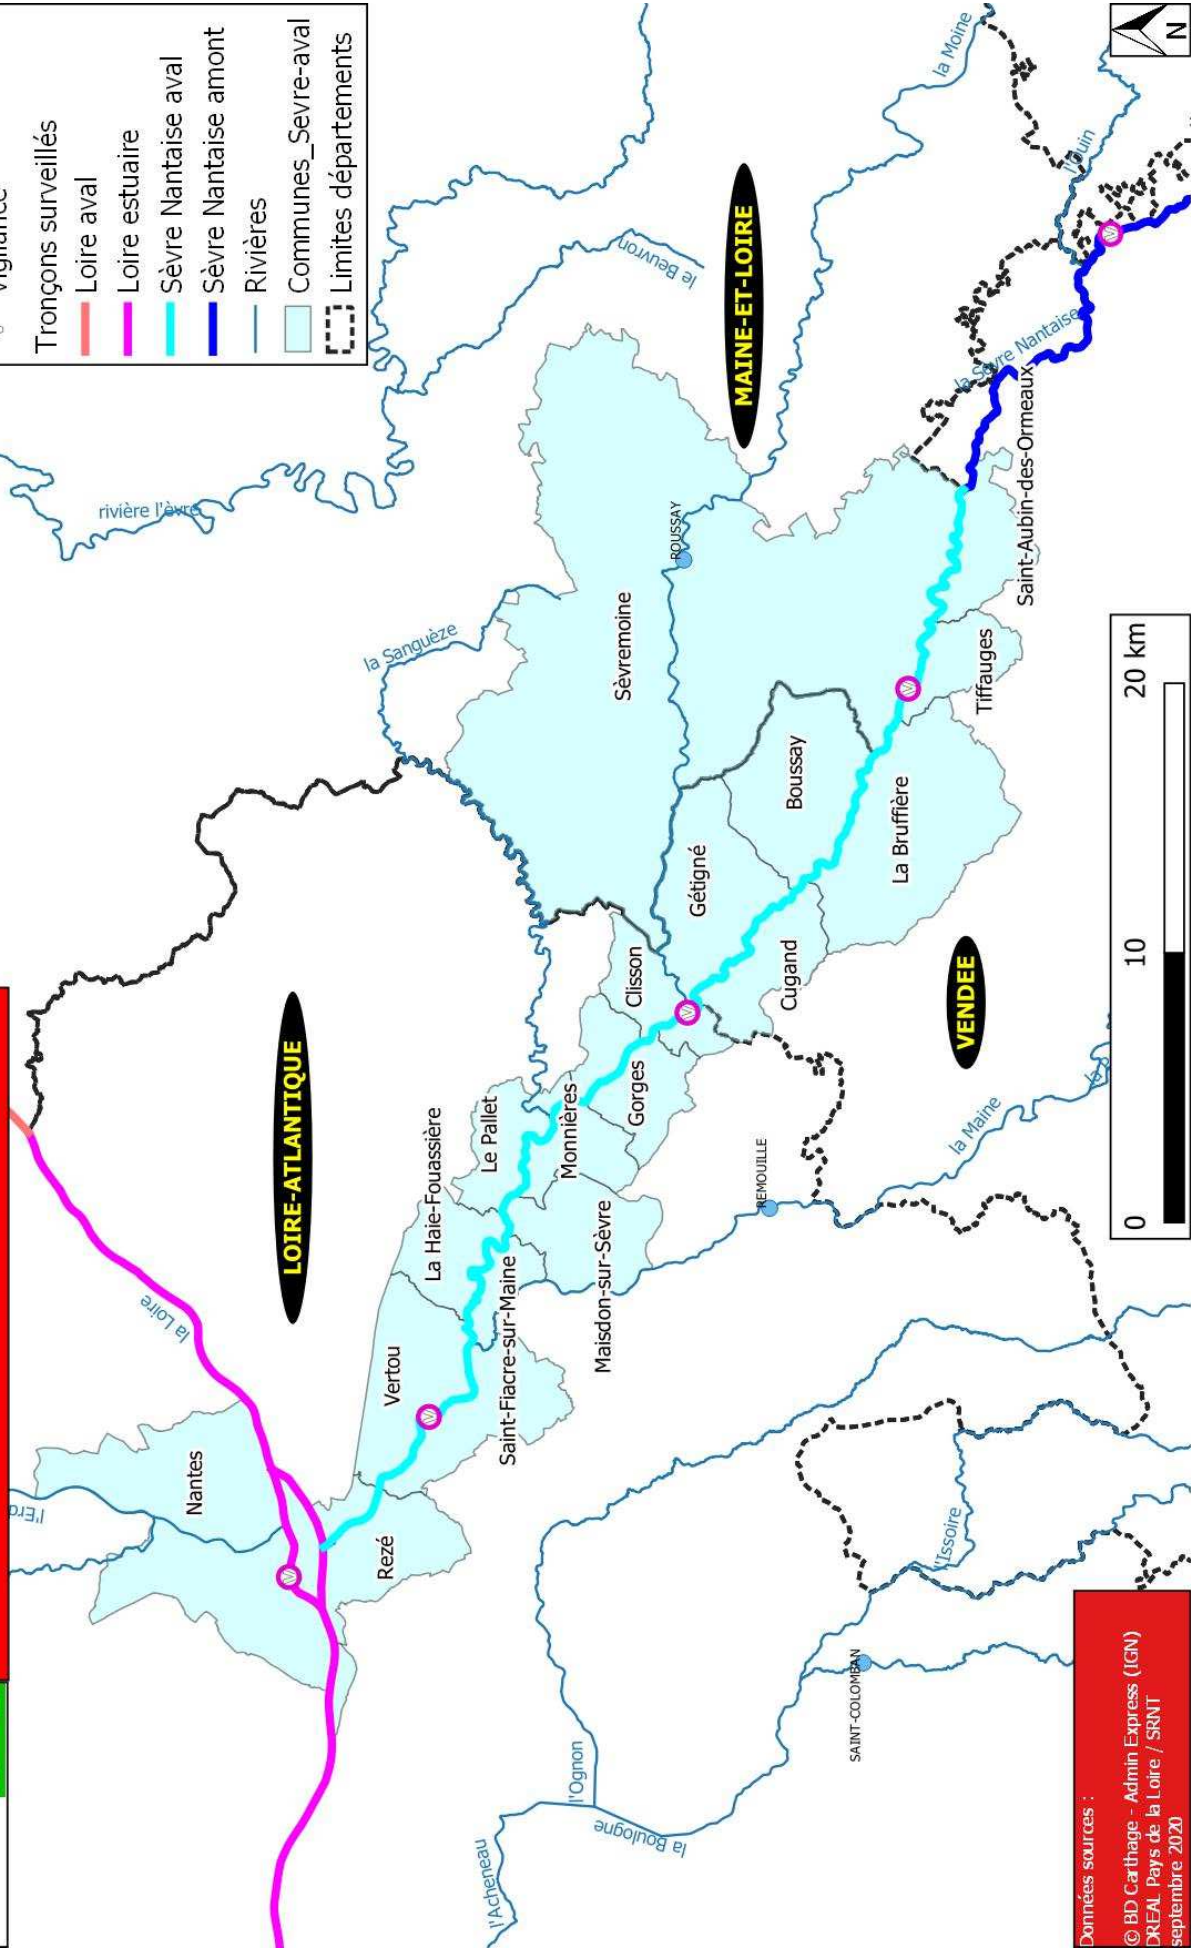 Vigilance
Tronçons surveillés
Loire aval
Loire estuaire
Sèvre Nantaise aval
Sèvre Nantaise amont
Rivières
Communes_Sevre-aval
Limites départements
rivière l'èvre
le Beuvron
la Moine
l'Ouin
la Sanguèze
MAINE-ET-LOIRE
la Sèvre Nantaise
ROUSSAY
Sèvremoine
Saint-Aubin-des-Ormeaux
Tiffauges
Boussay
La Bruffière
Gétigné
Clisson
Cugand
LOIRE-ATLANTIQUE
VENDEE
la Loire
Gorges
Monnières
Le Pallet
La Haie-Fouassière
Maisdon-sur-Sèvre
Saint-Fiacre-sur-Maine
REMOUILLE
la Maine
Vertou
Nantes
Rezé
l'Issoire
SAINT-COLOMBAN
l'Ognon
la Boulogne
l'Acheneau
0 10 20 km
N
Données sources :
© BD Carthage - Admin Express (IGN)
DREAL Pays de la Loire / SRNT
septembre 2020